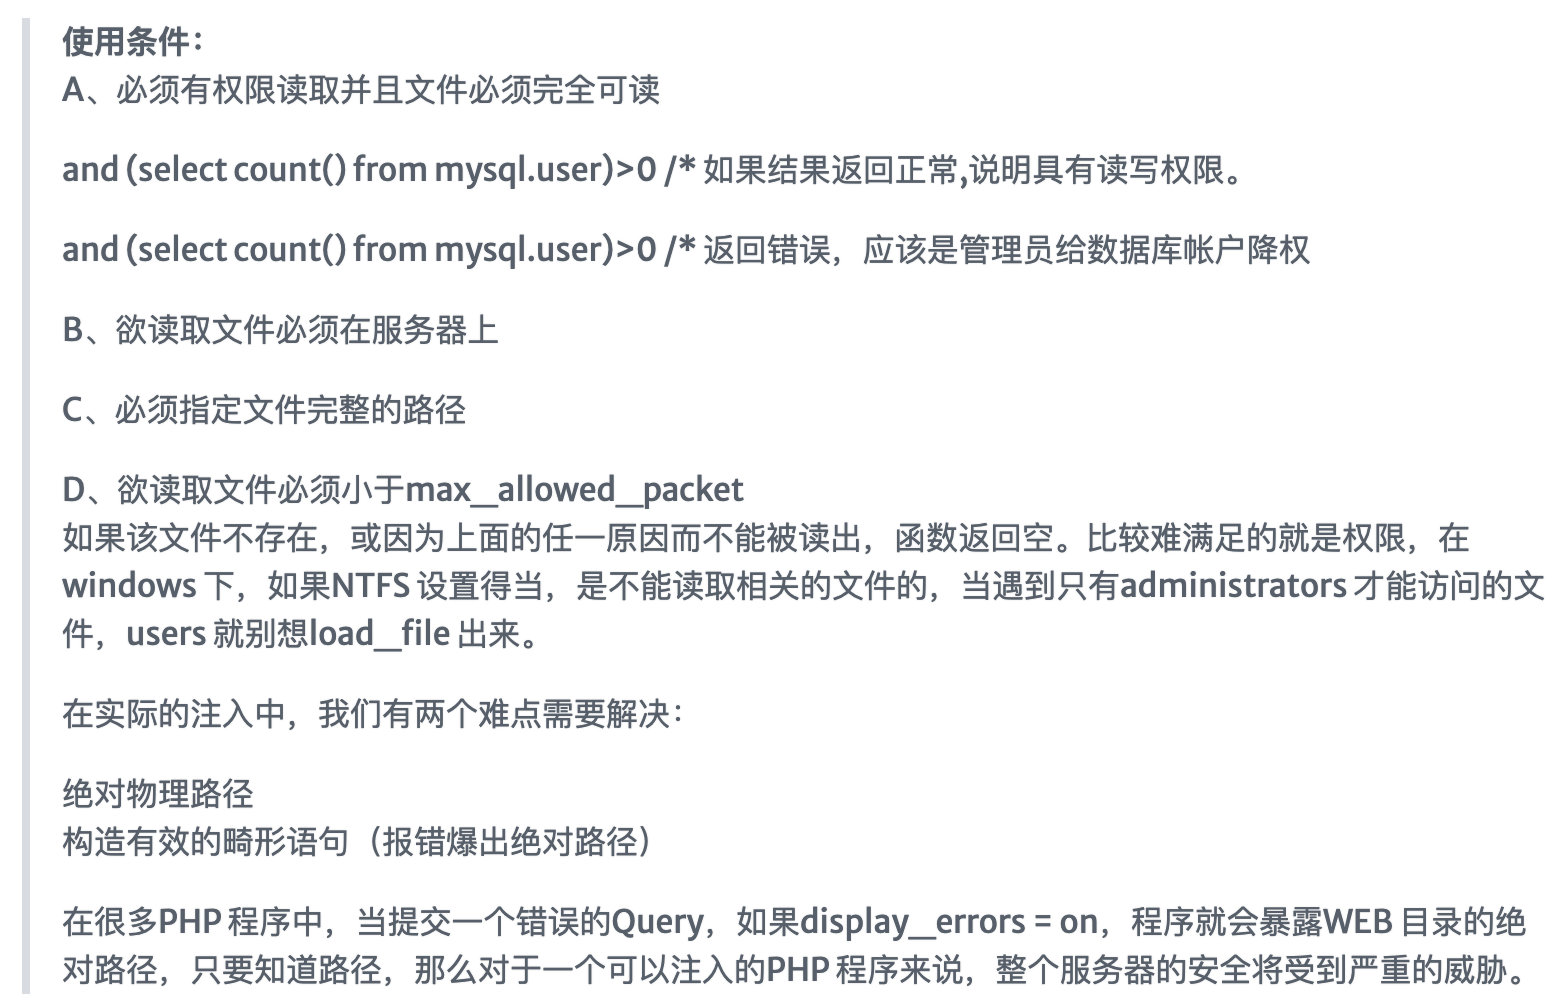 使用条件：
A、必须有权限读取并且文件必须完全可读
and (select count() from mysql.user)>0 /* 如果结果返回正常,说明具有读写权限。
and (select count() from mysql.user)>0 /* 返回错误，应该是管理员给数据库帐户降权
B、欲读取文件必须在服务器上
C、必须指定文件完整的路径
D、欲读取文件必须小于max_allowed_packet
如果该文件不存在，或因为上面的任一原因而不能被读出，函数返回空。比较难满足的就是权限，在
windows 下，如果NTFS 设置得当，是不能读取相关的文件的，当遇到只有administrators 才能访问的文
件，users 就别想load_file 出来。
在实际的注入中，我们有两个难点需要解决：
绝对物理路径
构造有效的畸形语句（报错爆出绝对路径）
在很多PHP 程序中，当提交一个错误的Query，如果display_errors = on，程序就会暴露WEB 目录的绝
对路径，只要知道路径，那么对于一个可以注入的PHP 程序来说，整个服务器的安全将受到严重的威胁。